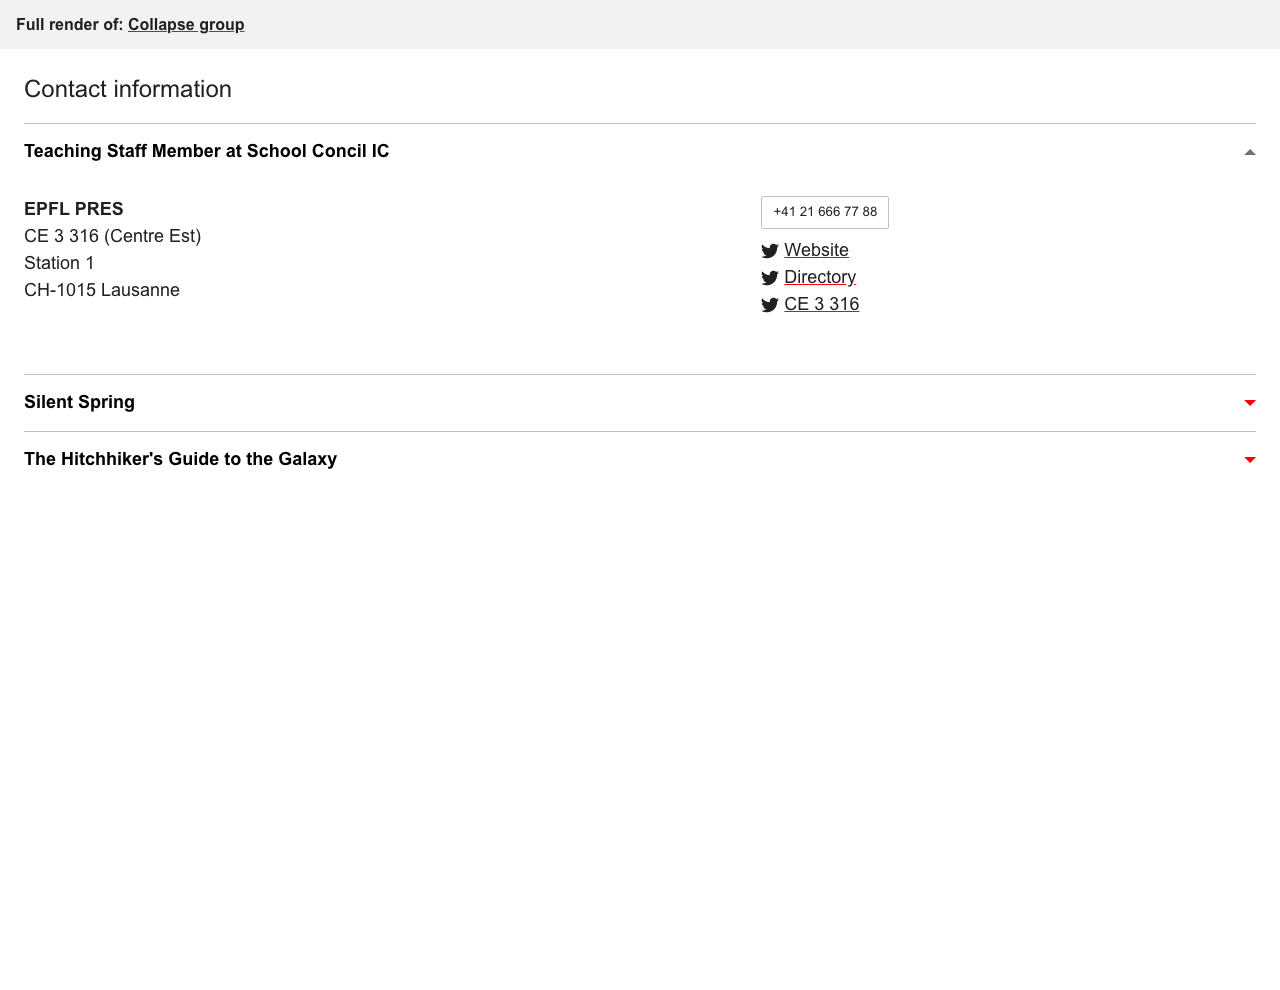 Full render of: Collapse group
Contact information
Teaching Staff Member at School Concil IC
EPFL PRES
CE 3 316 (Centre Est)
Station 1
CH-1015 Lausanne
+41 21 666 77 88
Website
Directory
CE 3 316
Silent Spring
The Hitchhiker's Guide to the Galaxy